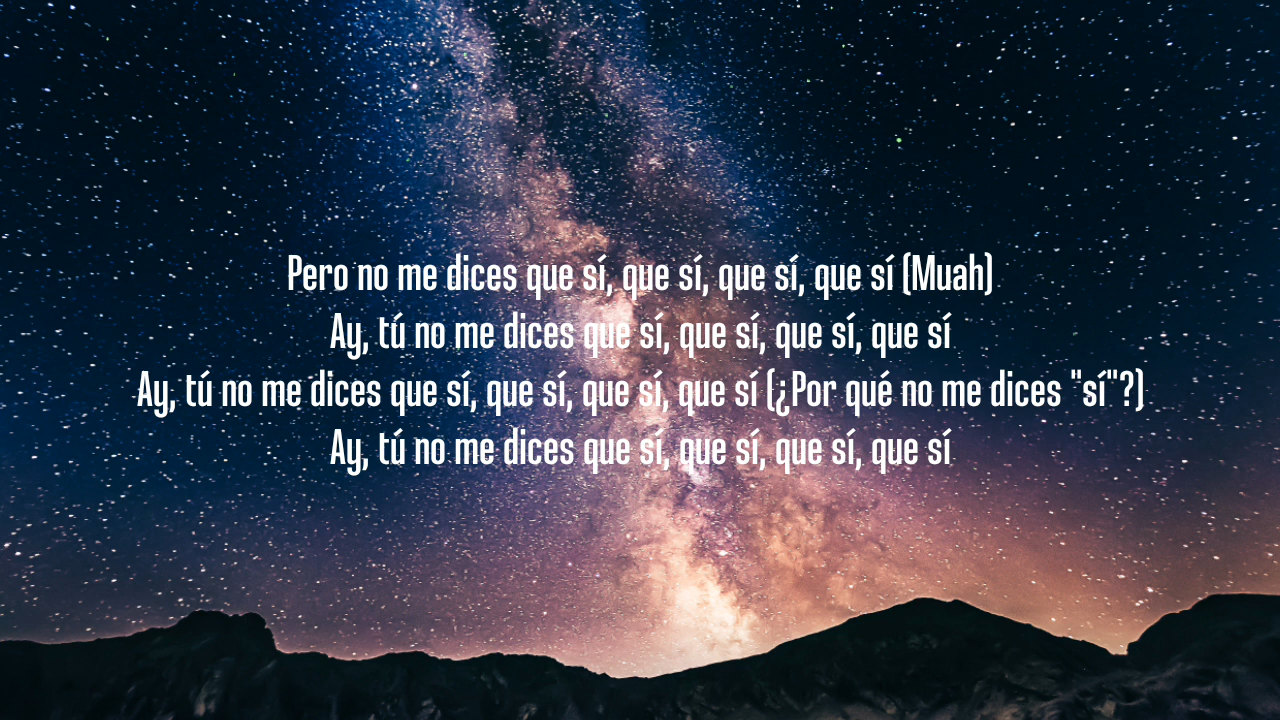 Pero no me dices que sí, que sí, que sí, que sí (Muah)
Ay, tú no me dices que sí, que sí, que sí, que sí
Ay, tú no me dices que sí, que sí, que sí, que sí (¿Por qué no me dices "sí"?)
Ay, tú no me dices que sí, que sí, que sí, que sí